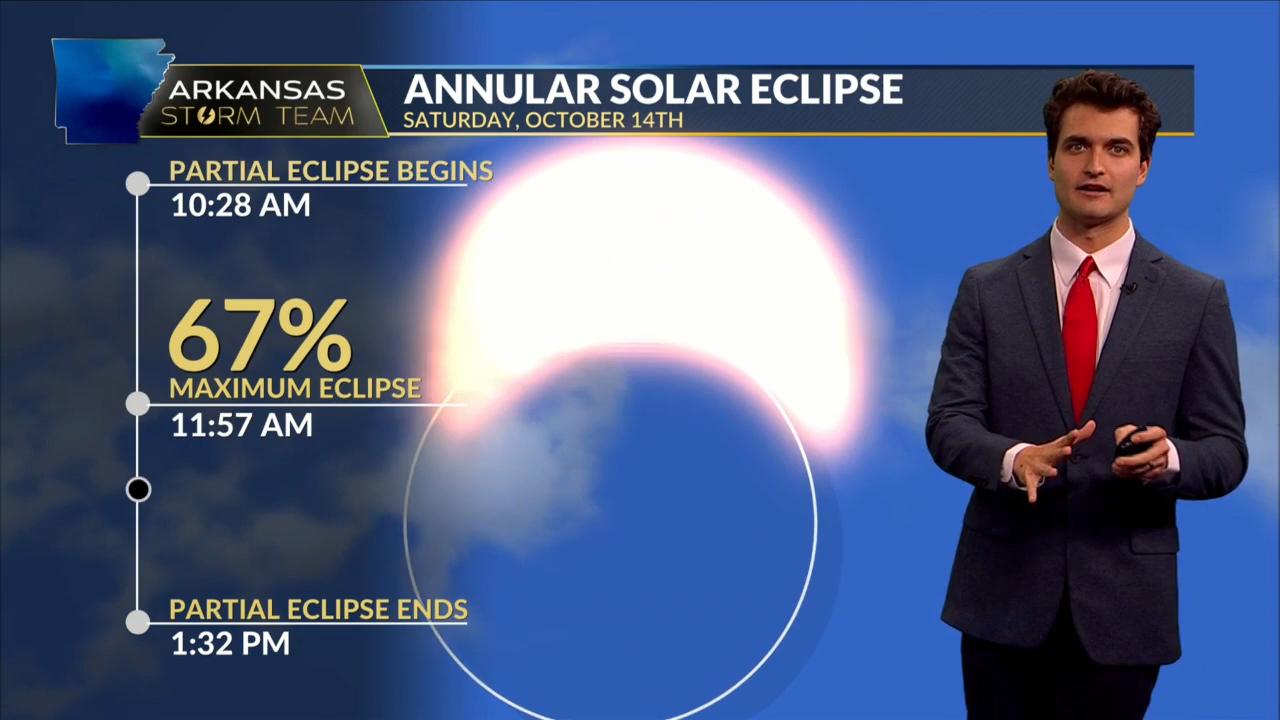 ARKANSAS
STORM TEAM
ANNULAR SOLAR ECLIPSE
SATURDAY, OCTOBER 14TH
PARTIAL ECLIPSE BEGINS
10:28 AM
67%
MAXIMUM ECLIPSE
11:57 AM
PARTIAL ECLIPSE ENDS
1:32 PM